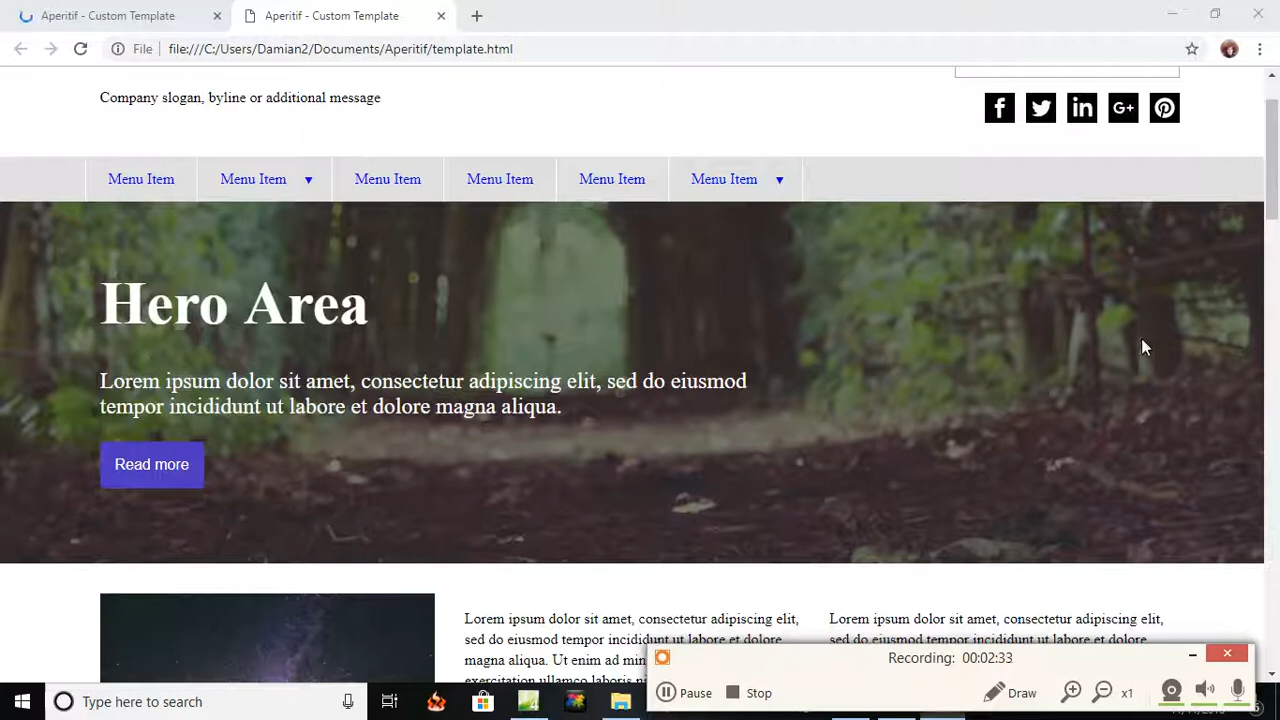 Aperitif - Custom Template
Aperitif - Custom Template
File
file:///C:/Users/Damian2/Documents/Aperitif/template.html
Company slogan, byline or additional message
Menu Item
Menu Item
Menu Item
Menu Item
Menu Item
Menu Item
Hero Area
Lorem ipsum dolor sit amet, consectetur adipiscing elit, sed do eiusmod
tempor incididunt ut labore et dolore magna aliqua.
Read more
Lorem ipsum dolor sit amet, consectetur adipiscing elit,
sed do eiusmod tempor incididunt ut labore et dolore
magna aliqua. Ut enim ad min
Lorem ipsum dolor sit amet, consectetur adipiscing elit,
sed do eiusmod tempor incididunt ut labore et dolore
Recording: 00:02:33
Pause
Stop
Draw
x1
Type here to search